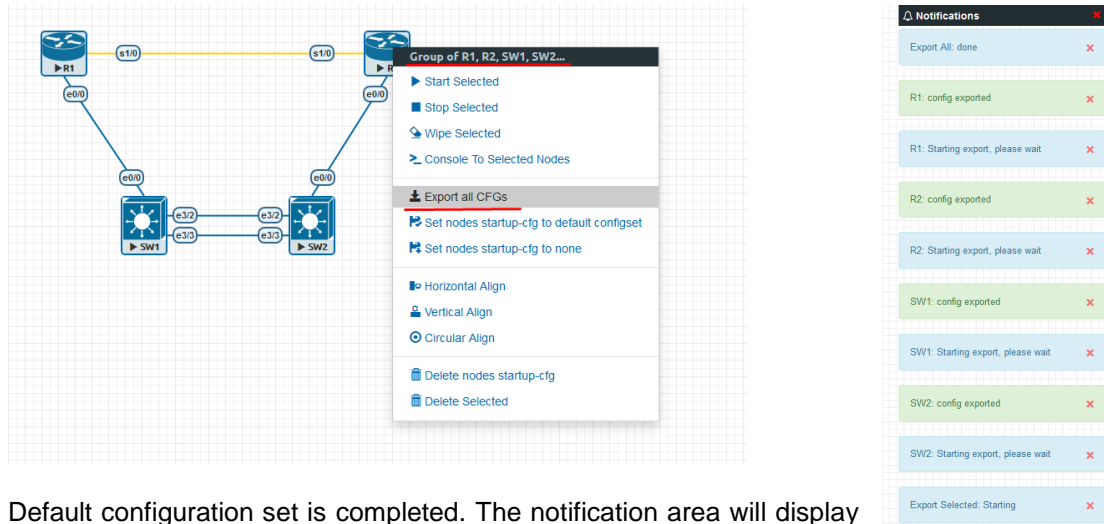 s1/0
s1/0
R1
R
e0/0
e0/0
e0/0
e0/0
e3/2
e3/2
e3/3
e3/3
SW1
SW2
Group of R1, R2, SW1, SW2...
Start Selected
Stop Selected
Wipe Selected
Console To Selected Nodes
Export all CFGs
Set nodes startup-cfg to default configset
Set nodes startup-cfg to none
Horizontal Align
Vertical Align
Circular Align
Delete nodes startup-cfg
Delete Selected
Notifications
Export All: done
R1: config exported
R1: Starting export, please wait
R2: config exported
R2: Starting export, please wait
SW1: config exported
SW1: Starting export, please wait
SW2: config exported
SW2: Starting export, please wait
Export Selected: Starting
Default configuration set is completed. The notification area will display